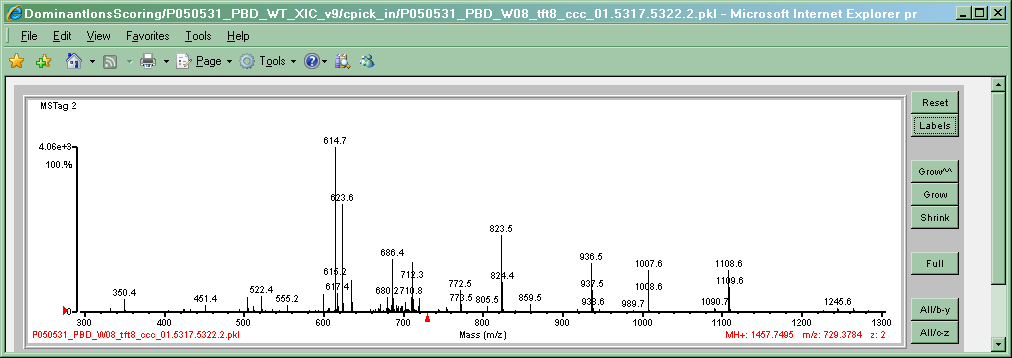 DominantIonsScoring/P050531_PBD_WT_XIC_v9/cpick_in/P050531_PBD_W08_tft8_ccc_01.5317.5322.2.pkl - Microsoft Internet Explorer pr
File Edit View Favorites Tools Help
Page Tools
MSTag 2
Reset
Labels
Grow^^
Grow
Shrink
Full
All/b-y
All/c-z
4.06e+3
100.%
614.7
623.6
823.5
686.4
936.5
1007.6
1108.6
615.2
712.3
824.4
772.5
937.5
1008.6
1109.6
350.4
451.4
522.4
555.2
617.4
680.2
710.8
773.5
805.5
859.5
938.6
989.7
1090.7
1245.6
0
300 400 500 600 700 800 900 1000 1100 1200 1300
P050531_PBD_W08_tft8_ccc_01.5317.5322.2.pkl Mass (m/z) MH+: 1457.7495 m/z: 729.3784 z: 2